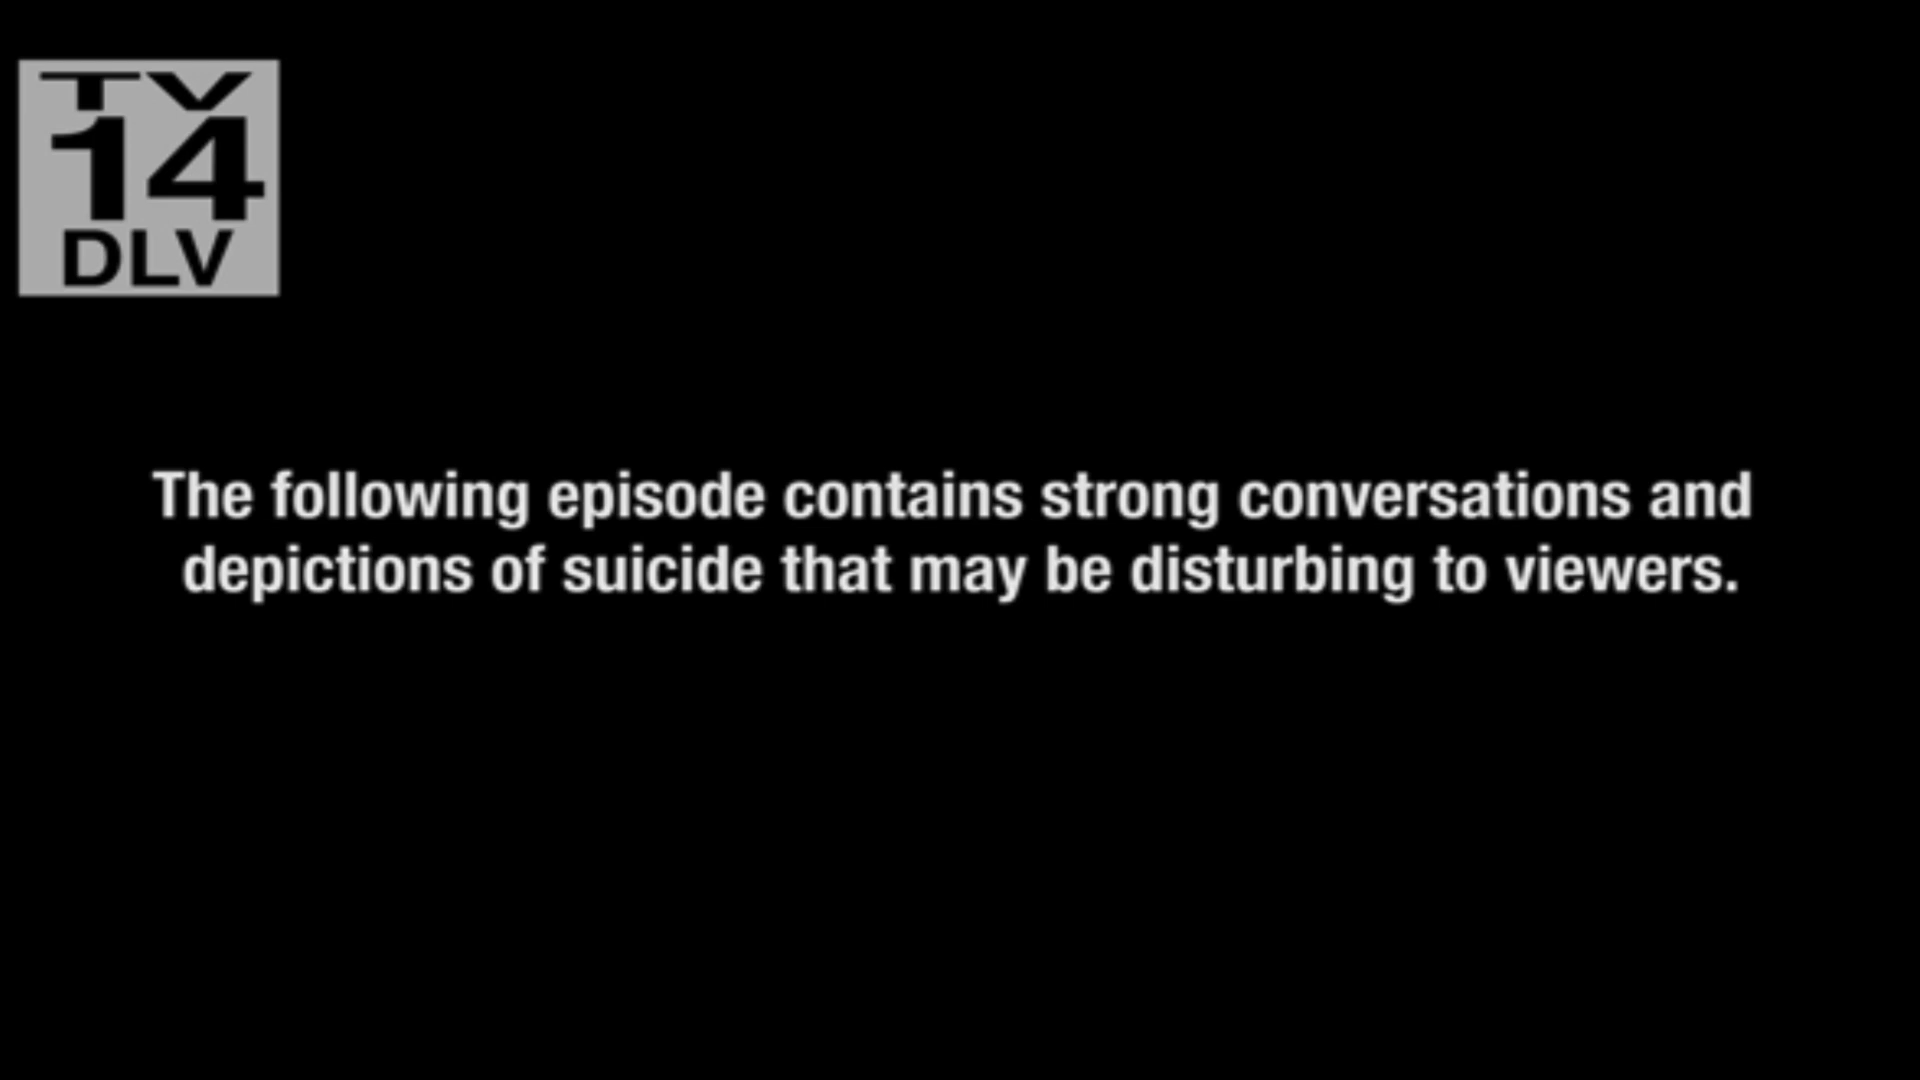 TV
14
DLV
The following episode contains strong conversations and
depictions of suicide that may be disturbing to viewers.